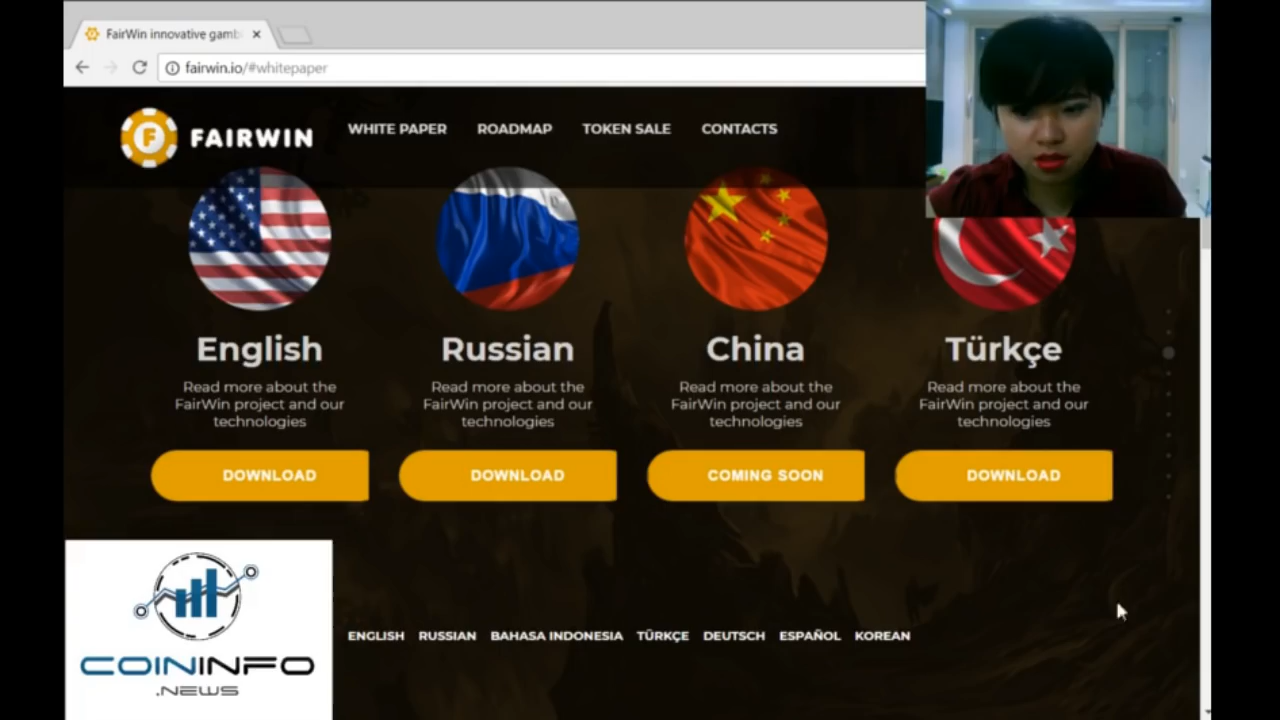 FairWin innovative gamb
fairwin.io/#whitepaper
F FAIRWIN
WHITE PAPER ROADMAP TOKEN SALE CONTACTS
English Russian China Türkçe
Read more about the Read more about the Read more about the Read more about the
FairWin project and our FairWin project and our FairWin project and our FairWin project and our
technologies technologies technologies technologies
DOWNLOAD DOWNLOAD COMING SOON DOWNLOAD
ENGLISH RUSSIAN BAHASA INDONESIA TÜRKÇE DEUTSCH ESPAÑOL KOREAN
COININFO
.NEWS